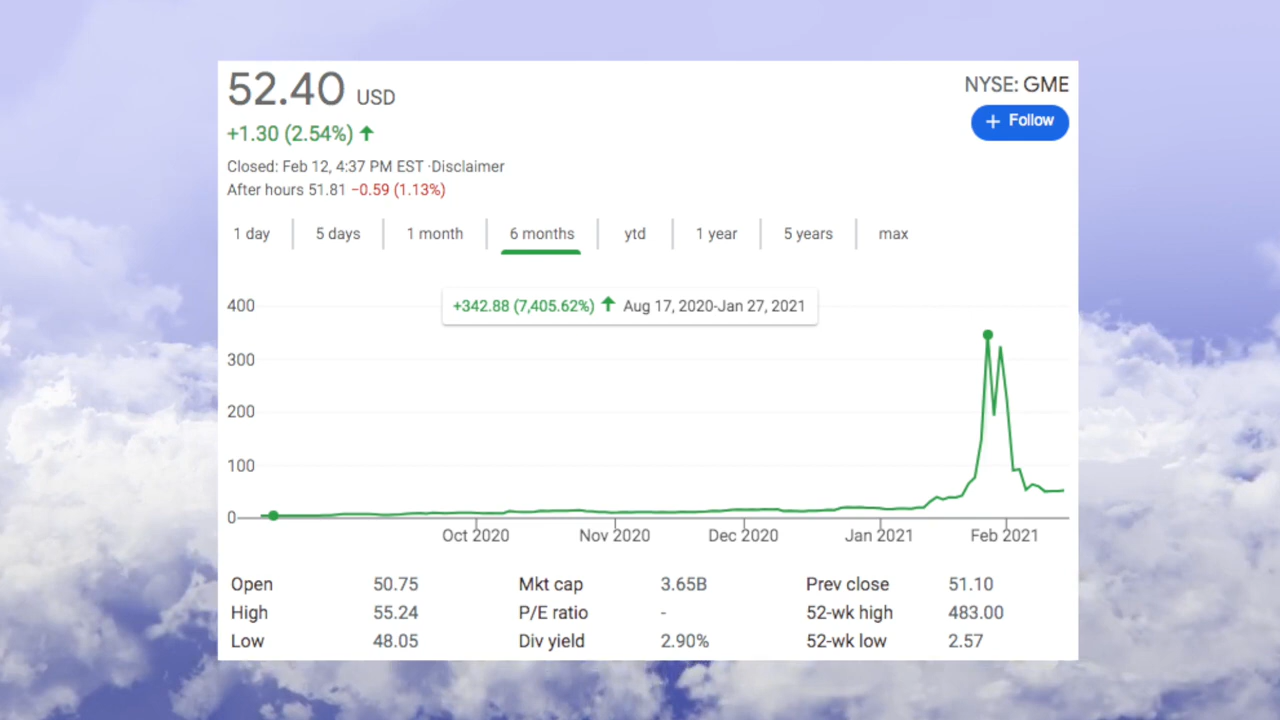 52.40 USD
NYSE: GME
+ Follow
+1.30 (2.54%) ↑
Closed: Feb 12, 4:37 PM EST ·Disclaimer
After hours 51.81 −0.59 (1.13%)
1 day 5 days 1 month 6 months ytd 1 year 5 years max
+342.88 (7,405.62%) ↑ Aug 17, 2020-Jan 27, 2021
400
300
200
100
0
Oct 2020 Nov 2020 Dec 2020 Jan 2021 Feb 2021
Open 50.75 Mkt cap 3.65B Prev close 51.10
High 55.24 P/E ratio - 52-wk high 483.00
Low 48.05 Div yield 2.90% 52-wk low 2.57